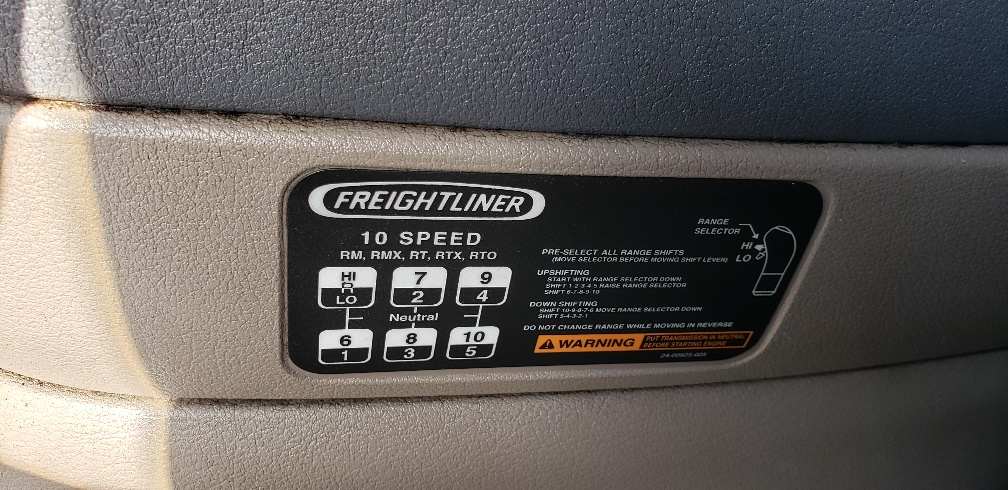 FREIGHTLINER
10 SPEED
RM, RMX, RT, RTX, RTO
HI 7 9
R 2 4
LO
Neutral
6 8 10
1 3 5
RANGE
SELECTOR
HI
LO
PRE-SELECT ALL RANGE SHIFTS
(MOVE SELECTOR BEFORE MOVING SHIFT LEVER)
UPSHIFTING
START WITH RANGE SELECTOR DOWN
SHIFT 1-2-3-4-5 RAISE RANGE SELECTOR
SHIFT 6-7-8-9-10
DOWN SHIFTING
SHIFT 10-9-8-7-6 MOVE RANGE SELECTOR DOWN
SHIFT 5-4-3-2-1
DO NOT CHANGE RANGE WHILE MOVING IN REVERSE
WARNING
PUT TRANSMISSION IN NEUTRAL
BEFORE STARTING ENGINE
24-00925-005